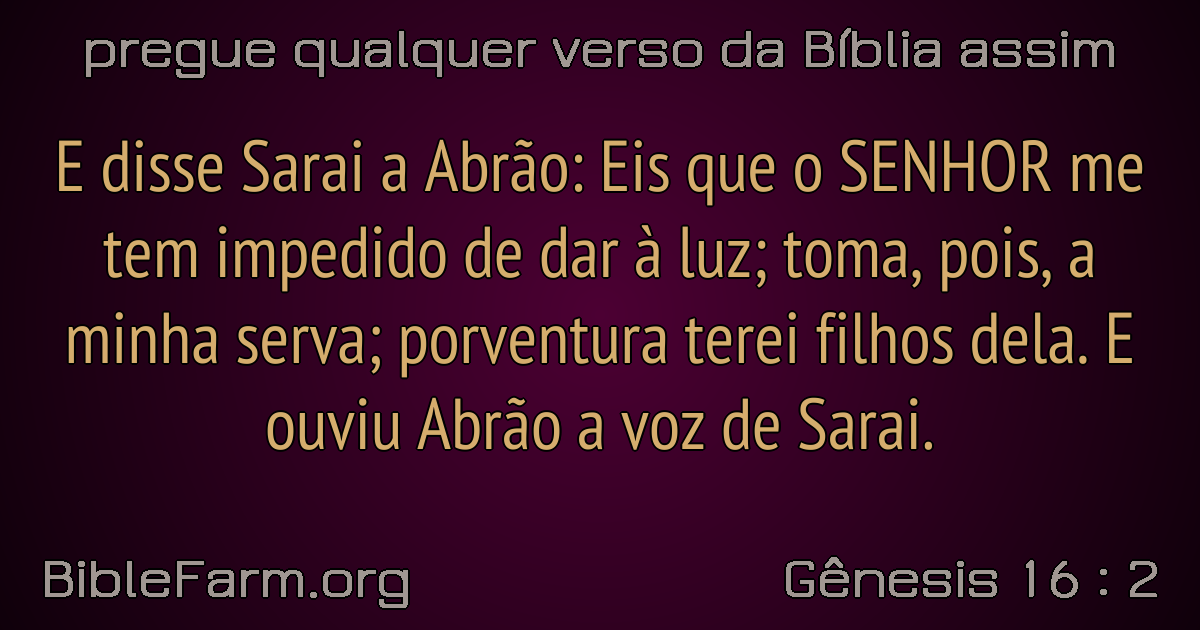 pregue qualquer verso da Bíblia assim
E disse Sarai a Abrão: Eis que o SENHOR me
tem impedido de dar à luz; toma, pois, a
minha serva; porventura terei filhos dela. E
ouviu Abrão a voz de Sarai.
BibleFarm.org
Gênesis 16 : 2